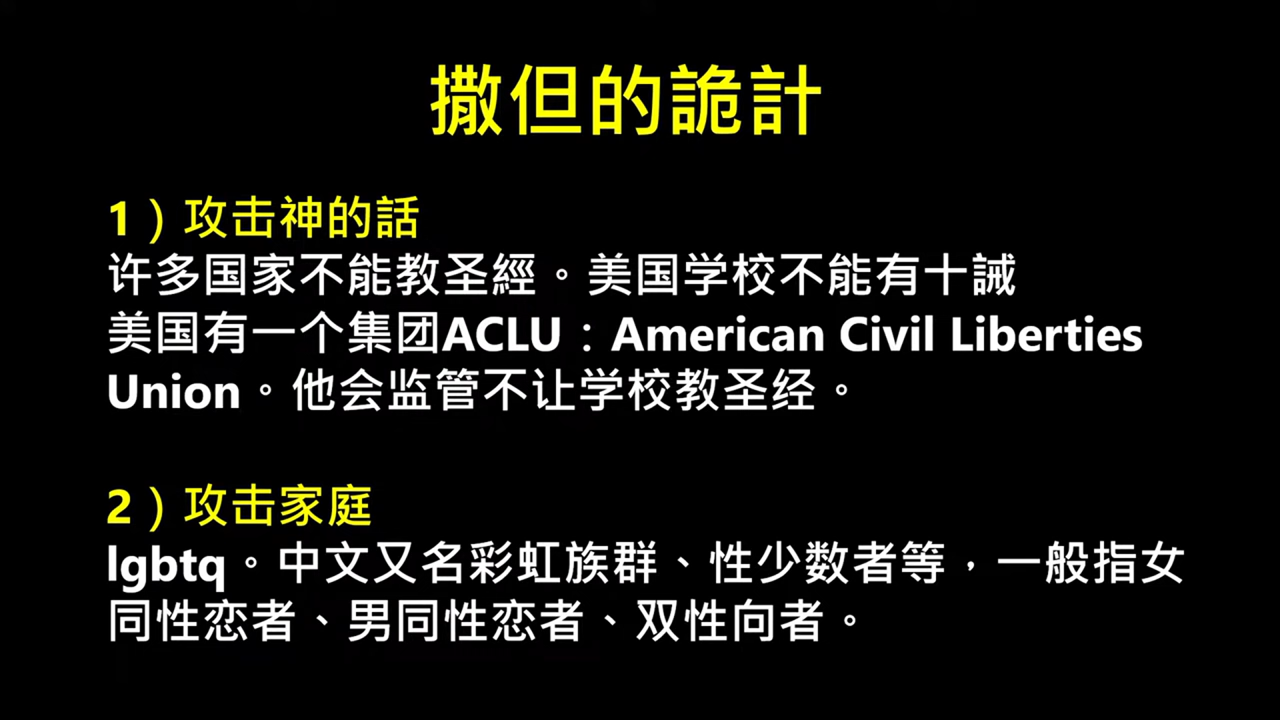 撒但的詭計
1）攻击神的話
许多国家不能教圣經。美国学校不能有十誡
美国有一个集团ACLU：American Civil Liberties
Union。他会监管不让学校教圣经。
2）攻击家庭
lgbtq。中文又名彩虹族群、性少数者等，一般指女
同性恋者、男同性恋者、双性向者。